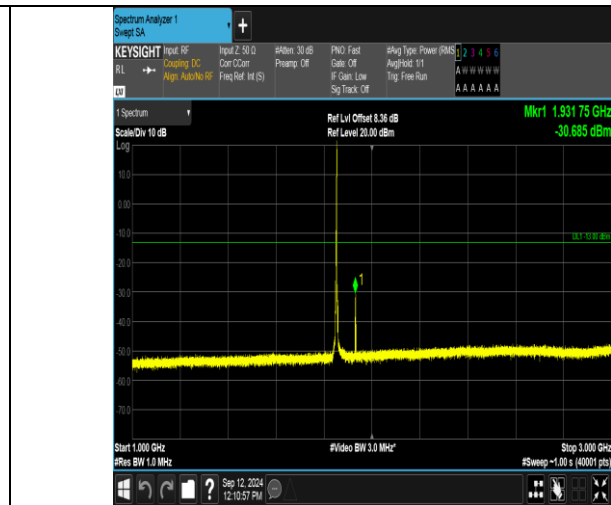 Spectrum Analyzer 1
Swept SA
+
KEYSIGHT Input: RF Input Z: 50 Ω #Atten: 30 dB PNO: Fast #Avg Type: Power (RMS 1 2 3 4 5 6
RL Coupling: DC Corr CCorr Preamp: Off Gate: Off Avg|Hold: 1/1 A W W W W W
Align: Auto/No RF Freq Ref: Int (S) IF Gain: Low Trig: Free Run
LXI Sig Track: Off A A A A A A
1 Spectrum Ref Lvl Offset 8.36 dB Mkr1 1.931 75 GHz
Scale/Div 10 dB Ref Level 20.00 dBm -30.685 dBm
Log
10.0
0.00
-10.0
DL1 -13.00 dBm
-20.0
1
-30.0
-40.0
-50.0
-60.0
-70.0
Start 1.000 GHz #Video BW 3.0 MHz* Stop 3.000 GHz
#Res BW 1.0 MHz #Sweep ~1.00 s (40001 pts)
? Sep 12, 2024
12:10:57 PM